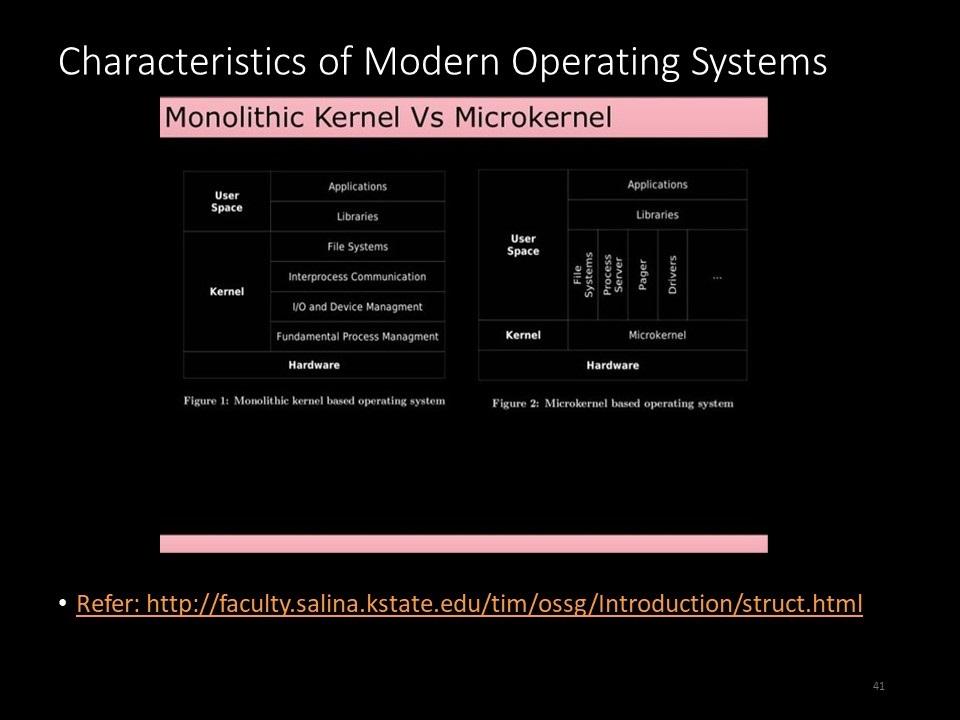 Characteristics of Modern Operating Systems
Monolithic Kernel Vs Microkernel
User
Space
Applications
Libraries
Kernel
File Systems
Interprocess Communication
I/O and Device Managment
Fundamental Process Managment
Hardware
Figure 1: Monolithic kernel based operating system
User
Space
Applications
Libraries
File
Systems
Process
Server
Pager
Drivers
...
Kernel
Microkernel
Hardware
Figure 2: Microkernel based operating system
• Refer: http://faculty.salina.kstate.edu/tim/ossg/Introduction/struct.html
41